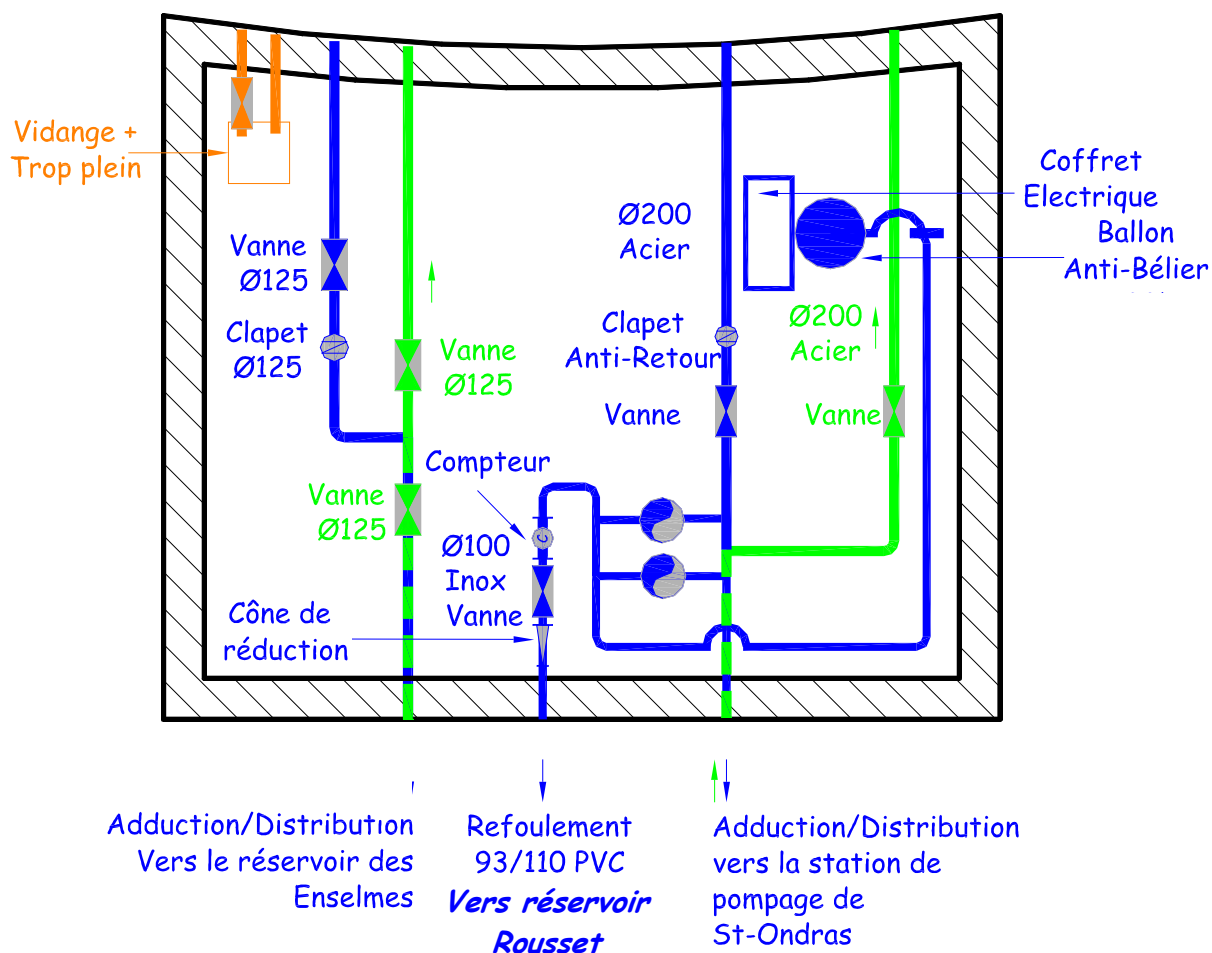 Vidange +
Trop plein
Coffret
Electrique
Ballon
Anti-Bélier
Ø200
Acier
Vanne
Ø125
Clapet
Ø125
Vanne
Ø125
Clapet
Anti-Retour
Ø200
Acier
Vanne
Vanne
Compteur
Vanne
Ø125
C
Ø100
Inox
Vanne
Cône de
réduction
Adduction/Distribution
Vers le réservoir des
Enselmes
Refoulement
93/110 PVC
Vers réservoir
Rousset
Adduction/Distribution
vers la station de
pompage de
St-Ondras